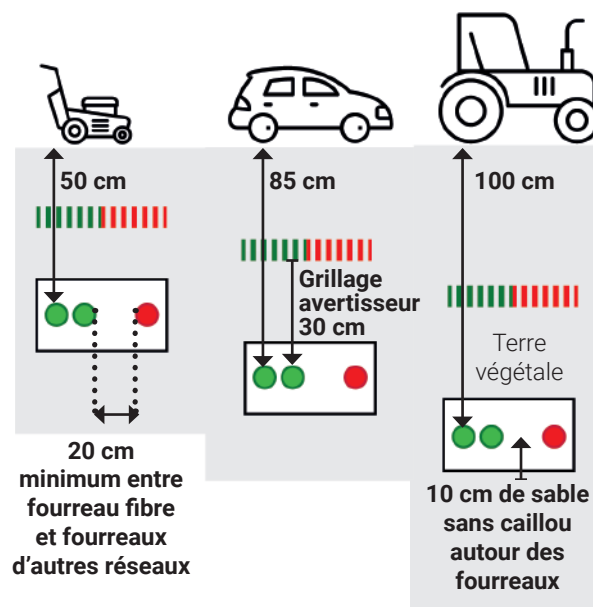 50 cm
85 cm
100 cm
Grillage
avertisseur
30 cm
Terre
végétale
20 cm
minimum entre
fourreau fibre
et fourreaux
d’autres réseaux
10 cm de sable
sans caillou
autour des
fourreaux